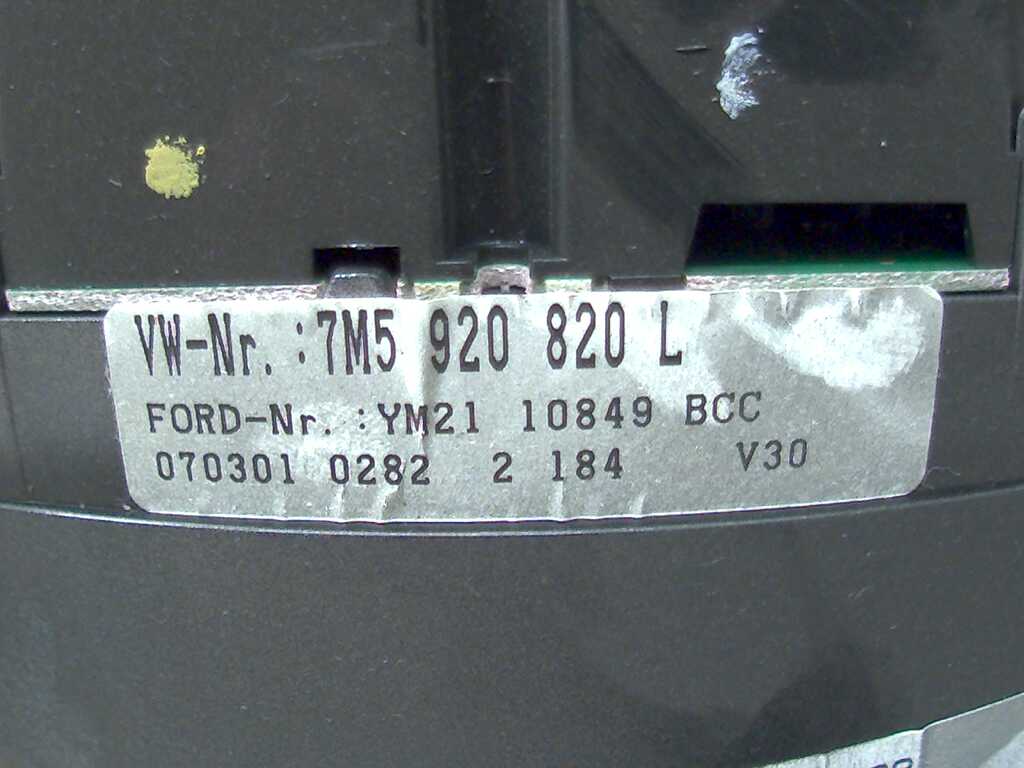 VW-Nr. :7M5 920 820 L
FORD-Nr. :YM21 10849 BCC
070301 0282 2 184 V30